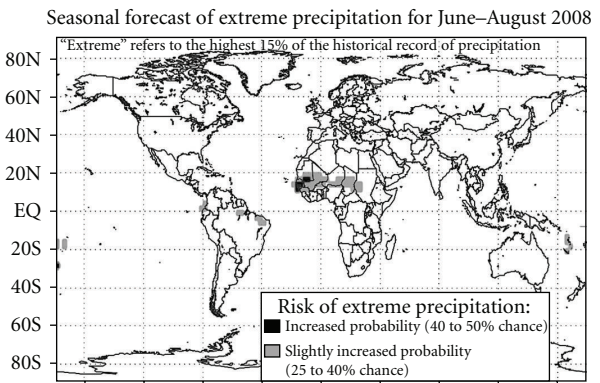 Seasonal forecast of extreme precipitation for June–August 2008
“Extreme” refers to the highest 15% of the historical record of precipitation
80N
60N
40N
20N
EQ
20S
40S
60S
80S
Risk of extreme precipitation:
Increased probability (40 to 50% chance)
Slightly increased probability
(25 to 40% chance)